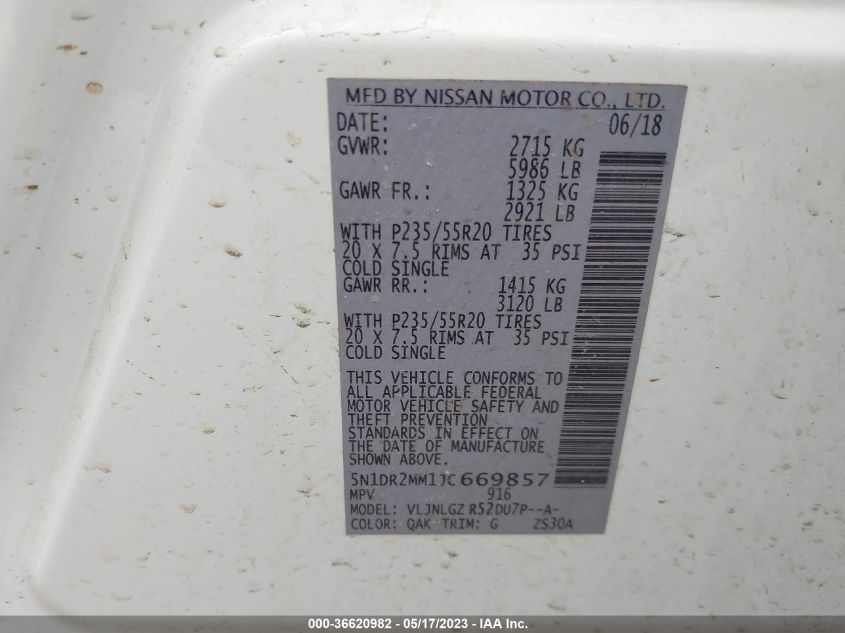 MFD BY NISSAN MOTOR CO., LTD.
DATE: 06/18
GVWR: 2715 KG
5986 LB
GAWR FR.: 1325 KG
2921 LB
WITH P235/55R20 TIRES
20 X 7.5 RIMS AT 35 PSI
COLD SINGLE
GAWR RR.: 1415 KG
3120 LB
WITH P235/55R20 TIRES
20 X 7.5 RIMS AT 35 PSI
COLD SINGLE
THIS VEHICLE CONFORMS TO
ALL APPLICABLE FEDERAL
MOTOR VEHICLE SAFETY AND
THEFT PREVENTION
STANDARDS IN EFFECT ON
THE DATE OF MANUFACTURE
SHOWN ABOVE.
5N1DR2MM1JC669857
MPV 916
MODEL: VLJNLGZ R52DU7P--A-
COLOR: QAK TRIM: G ZS30A
000-36620982 - 05/17/2023 - IAA Inc.